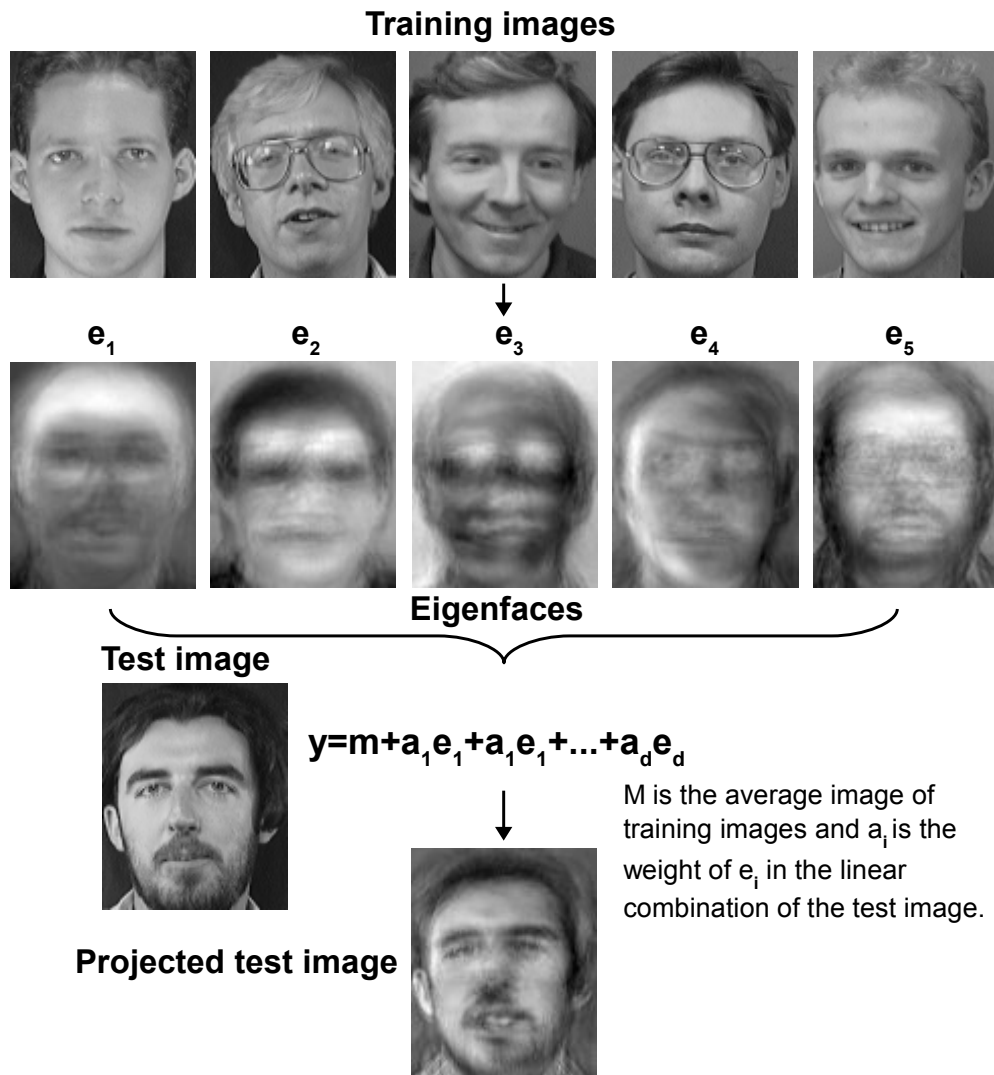 Training images
e₁ e₂ e₃ e₄ e₅
Eigenfaces
Test image
y=m+a₁e₁+a₁e₁+...+a_de_d
M is the average image of
training images and aᵢ is the
weight of eᵢ in the linear
combination of the test image.
Projected test image